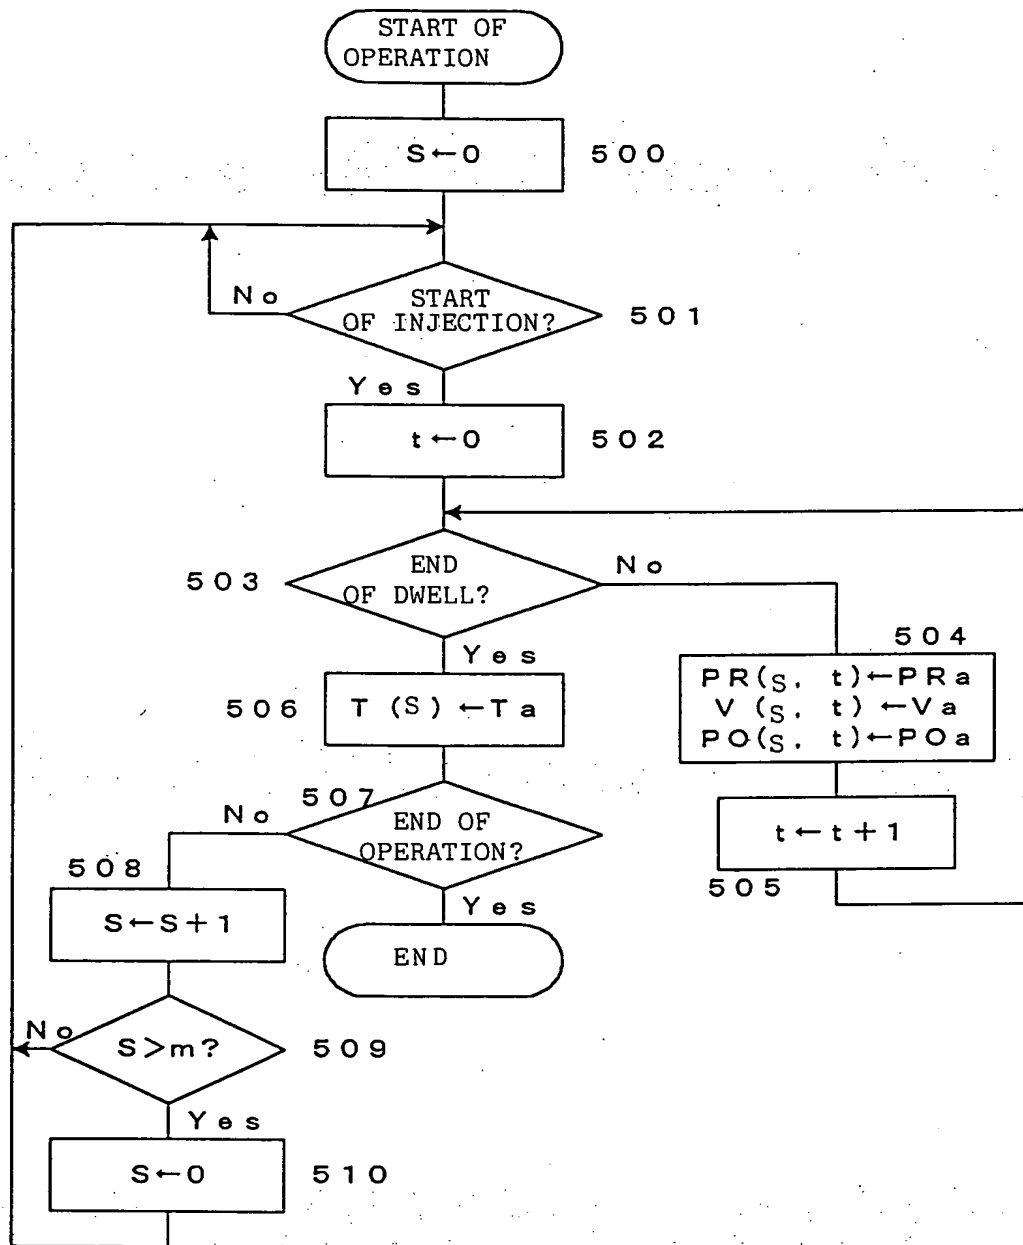 START OF
OPERATION
S←0
500
No
START
OF INJECTION?
501
Yes
t←0
502
503
END
OF DWELL?
No
504
Yes
PR(S, t)←PRa
V (S, t) ←Va
PO(S, t)←POa
506
T (S) ←Ta
507
No
END OF
OPERATION?
t←t+1
505
508
Yes
S←S+1
END
No
S>m?
509
Yes
S←0
510